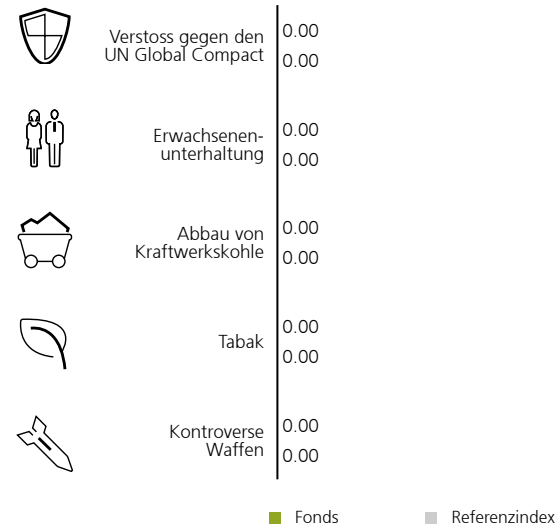 Verstoss gegen den
UN Global Compact
0.00
0.00
Erwachsenen-
unterhaltung
0.00
0.00
Abbau von
Kraftwerkskohle
0.00
0.00
Tabak
0.00
0.00
Kontroverse
Waffen
0.00
0.00
Fonds
Referenzindex